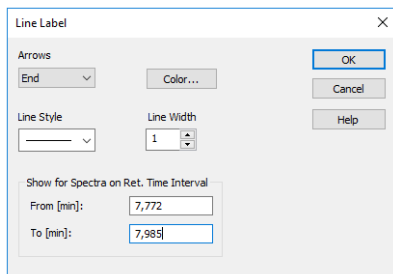 Line Label
Arrows
End
Color...
OK
Cancel
Help
Line Style
Line Width
1
Show for Spectra on Ret. Time Interval
From [min]:
7,772
To [min]:
7,985